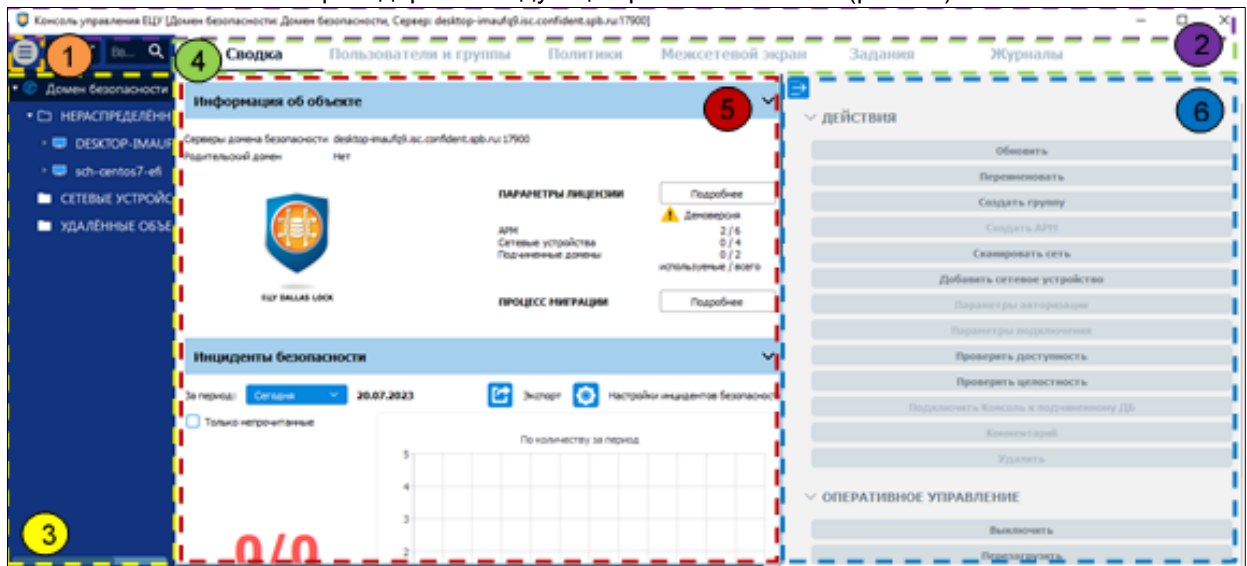 Консоль управления ЕЦУ [Домен безопасности: Домен безопасности, Сервер: desktop-imaufq9.isc.confident.spb.ru:17900]
1
Вв...
2
4
Сводка
Пользователи и группы
Политики
Межсетевой экран
Задания
Журналы
Домен безопасности
НЕРАСПРЕДЕЛЁНН
DESKTOP-IMAUF
sch-centos7-efi
СЕТЕВЫЕ УСТРОЙС
УДАЛЁННЫЕ ОБЪЕ
3
Информация об объекте
5
Серверы домена безопасности desktop-imaufq9.isc.confident.spb.ru:17900
Родительский домен Нет
ЕЦУ DALLAS LOCK
ПАРАМЕТРЫ ЛИЦЕНЗИИ
Подробнее
Демоверсия
АРМ 2 / 6
Сетевые устройства 0 / 4
Подчиненные домены 0 / 2
используемые / всего
ПРОЦЕСС МИГРАЦИИ
Подробнее
Инциденты безопасности
За период: Сегодня 20.07.2023 Экспорт Настройки инцидентов безопаснос
Только непрочитанные
По количеству за период
5
4
3
2
0/0
6
ДЕЙСТВИЯ
Обновить
Переименовать
Создать группу
Создать АРМ
Сканировать сеть
Добавить сетевое устройство
Параметры авторизации
Параметры подключения
Проверить доступность
Проверить целостность
Подключить Консоль к подчиненному ДБ
Комментарий
Удалить
ОПЕРАТИВНОЕ УПРАВЛЕНИЕ
Выключить
Перезагрузить